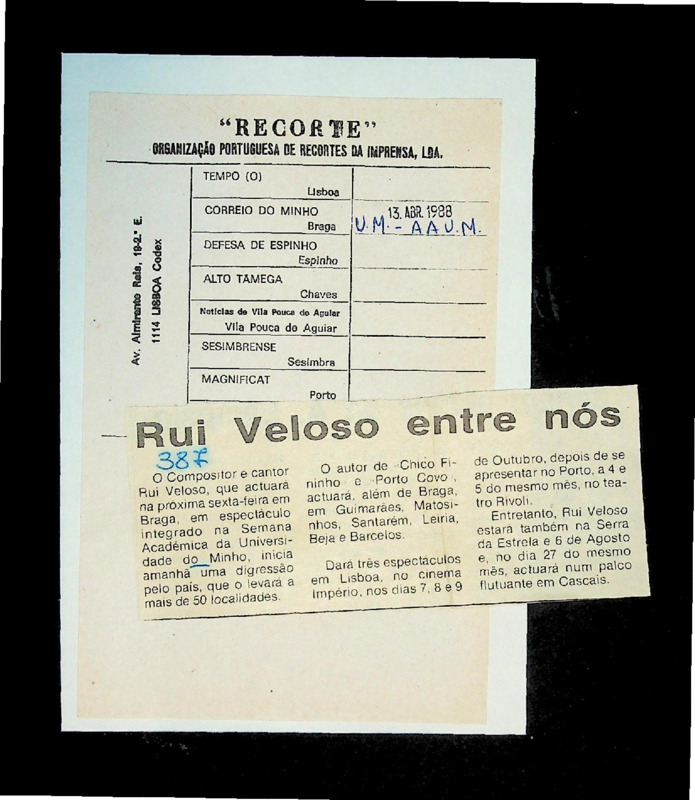 "RECORTE"
ORGANIZAÇÃO PORTUGUESA DE RECORTES DA IMPRENSA, LDA.
Av. Almirante Reis, 19-2.º E.
1114 LISBOA Codex
TEMPO (O)
Lisboa
CORREIO DO MINHO
Braga
13. ABR. 1988
U.M. - A A U.M.
DEFESA DE ESPINHO
Espinho
ALTO TAMEGA
Chaves
Notícias de Vila Pouca de Aguiar
Vila Pouca de Aguiar
SESIMBRENSE
Sesimbra
MAGNIFICAT
Porto
Rui Veloso entre nós
387
O Compositor e cantor
Rui Veloso, que actuará
na próxima sexta-feira em
Braga, em espectáculo
integrado na Semana
Académica da Universi-
dade do Minho, inicia
amanhã uma digressão
pelo país, que o levará a
mais de 50 localidades.
O autor de «Chico Fi-
ninho» e «Porto Covo»,
actuará, além de Braga,
em Guimarães, Matosi-
nhos, Santarém, Leiria,
Beja e Barcelos.
Dará três espectáculos
em Lisboa, no cinema
Império, nos dias 7, 8 e 9
de Outubro, depois de se
apresentar no Porto, a 4 e
5 do mesmo mês, no tea-
tro Rivoli.
Entretanto, Rui Veloso
estará também na Serra
da Estrela e 6 de Agosto
e, no dia 27 do mesmo
mês, actuará num palco
flutuante em Cascais.